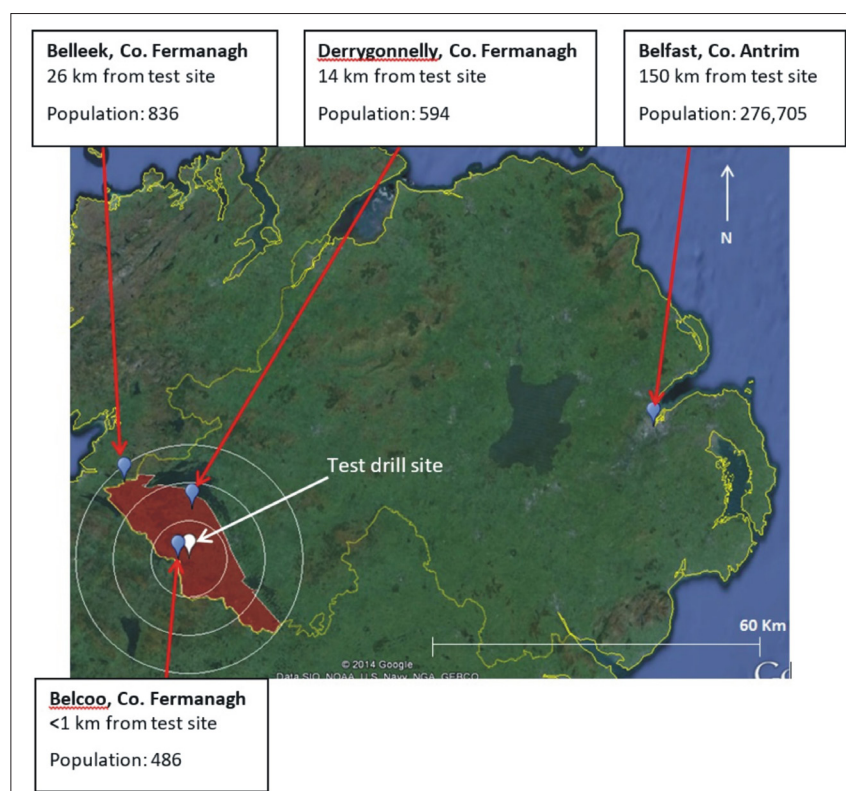 Belleek, Co. Fermanagh
26 km from test site
Population: 836
Derrygonnelly, Co. Fermanagh
14 km from test site
Population: 594
Belfast, Co. Antrim
150 km from test site
Population: 276,705
N
Test drill site
60 Km
© 2014 Google
Data SIO, NOAA, U.S. Navy, NGA, GEBCO
Belcoo, Co. Fermanagh
<1 km from test site
Population: 486